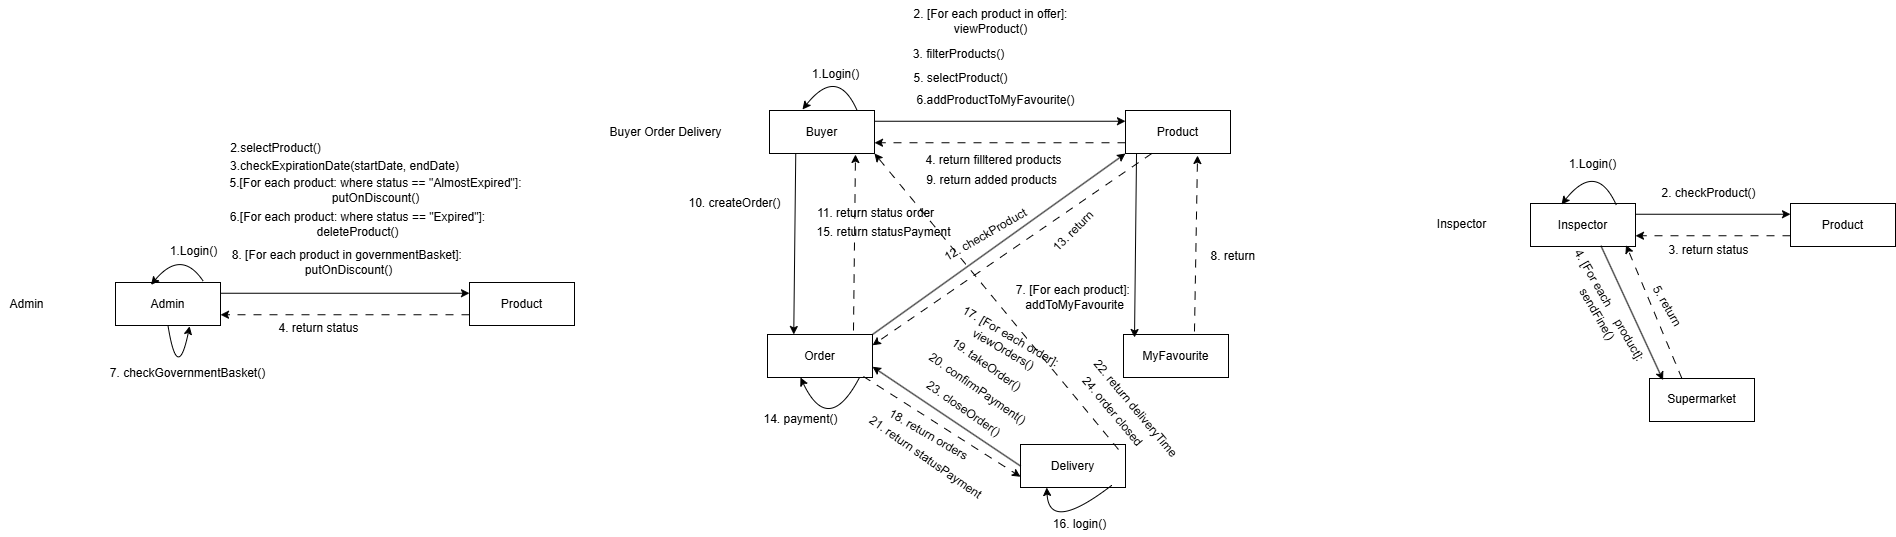 Admin
2.selectProduct()
3.checkExpirationDate(startDate, endDate)
5.[For each product: where status == "AlmostExpired"]:
putOnDiscount()
6.[For each product: where status == "Expired"]:
deleteProduct()
1.Login()
8. [For each product in governmentBasket]:
putOnDiscount()
Admin
Product
4. return status
7. checkGovernmentBasket()
Buyer Order Delivery
2. [For each product in offer]:
viewProduct()
3. filterProducts()
5. selectProduct()
6.addProductToMyFavourite()
1.Login()
Buyer
Product
4. return filltered products
9. return added products
10. createOrder()
11. return status order
15. return statusPayment
12. checkProduct
13. return
8. return
7. [For each product]:
addToMyFavourite
Order
MyFavourite
14. payment()
17. [For each order]:
viewOrders()
19. takeOrder()
20. confirmPayment()
23. closeOrder()
18. return orders
21. return statusPayment
22. return deliveryTime
24. order closed
Delivery
16. login()
Inspector
1.Login()
2. checkProduct()
Inspector
Product
3. return status
4. [For each product]:
sendFine()
5. return
Supermarket